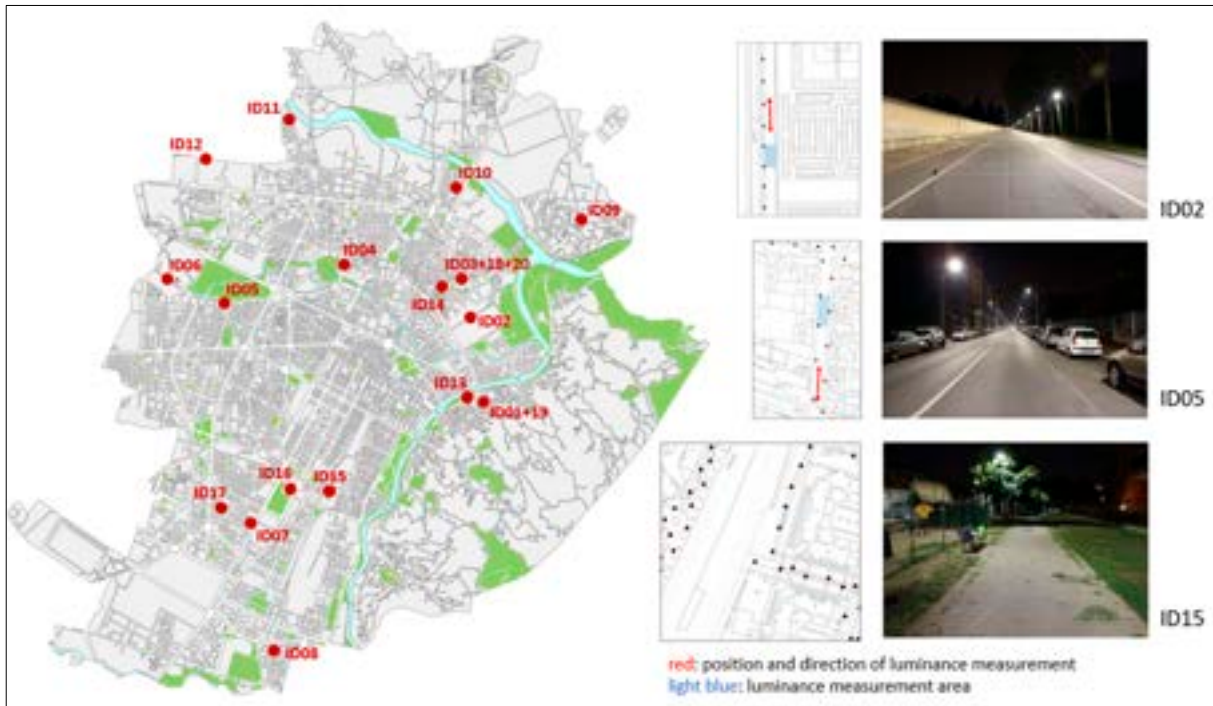 ID11
ID12
ID10
ID09
ID04
ID06
ID03+18+20
ID05
ID14
ID02
ID13
ID01+19
ID16
ID15
ID17
ID07
ID08
ID02
ID05
ID15
red: position and direction of luminance measurement
light blue: luminance measurement area